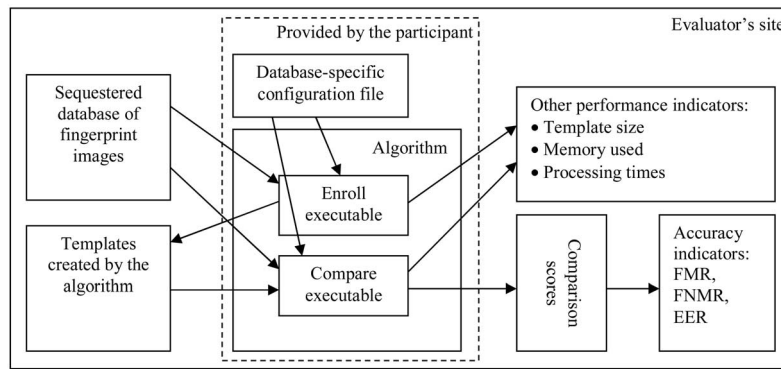 Evaluator's site
Provided by the participant
Sequestered
database of
fingerprint
images
Database-specific
configuration file
Algorithm
Enroll
executable
Compare
executable
Templates
created by the
algorithm
Other performance indicators:
• Template size
• Memory used
• Processing times
Comparison
scores
Accuracy
indicators:
FMR,
FNMR,
EER